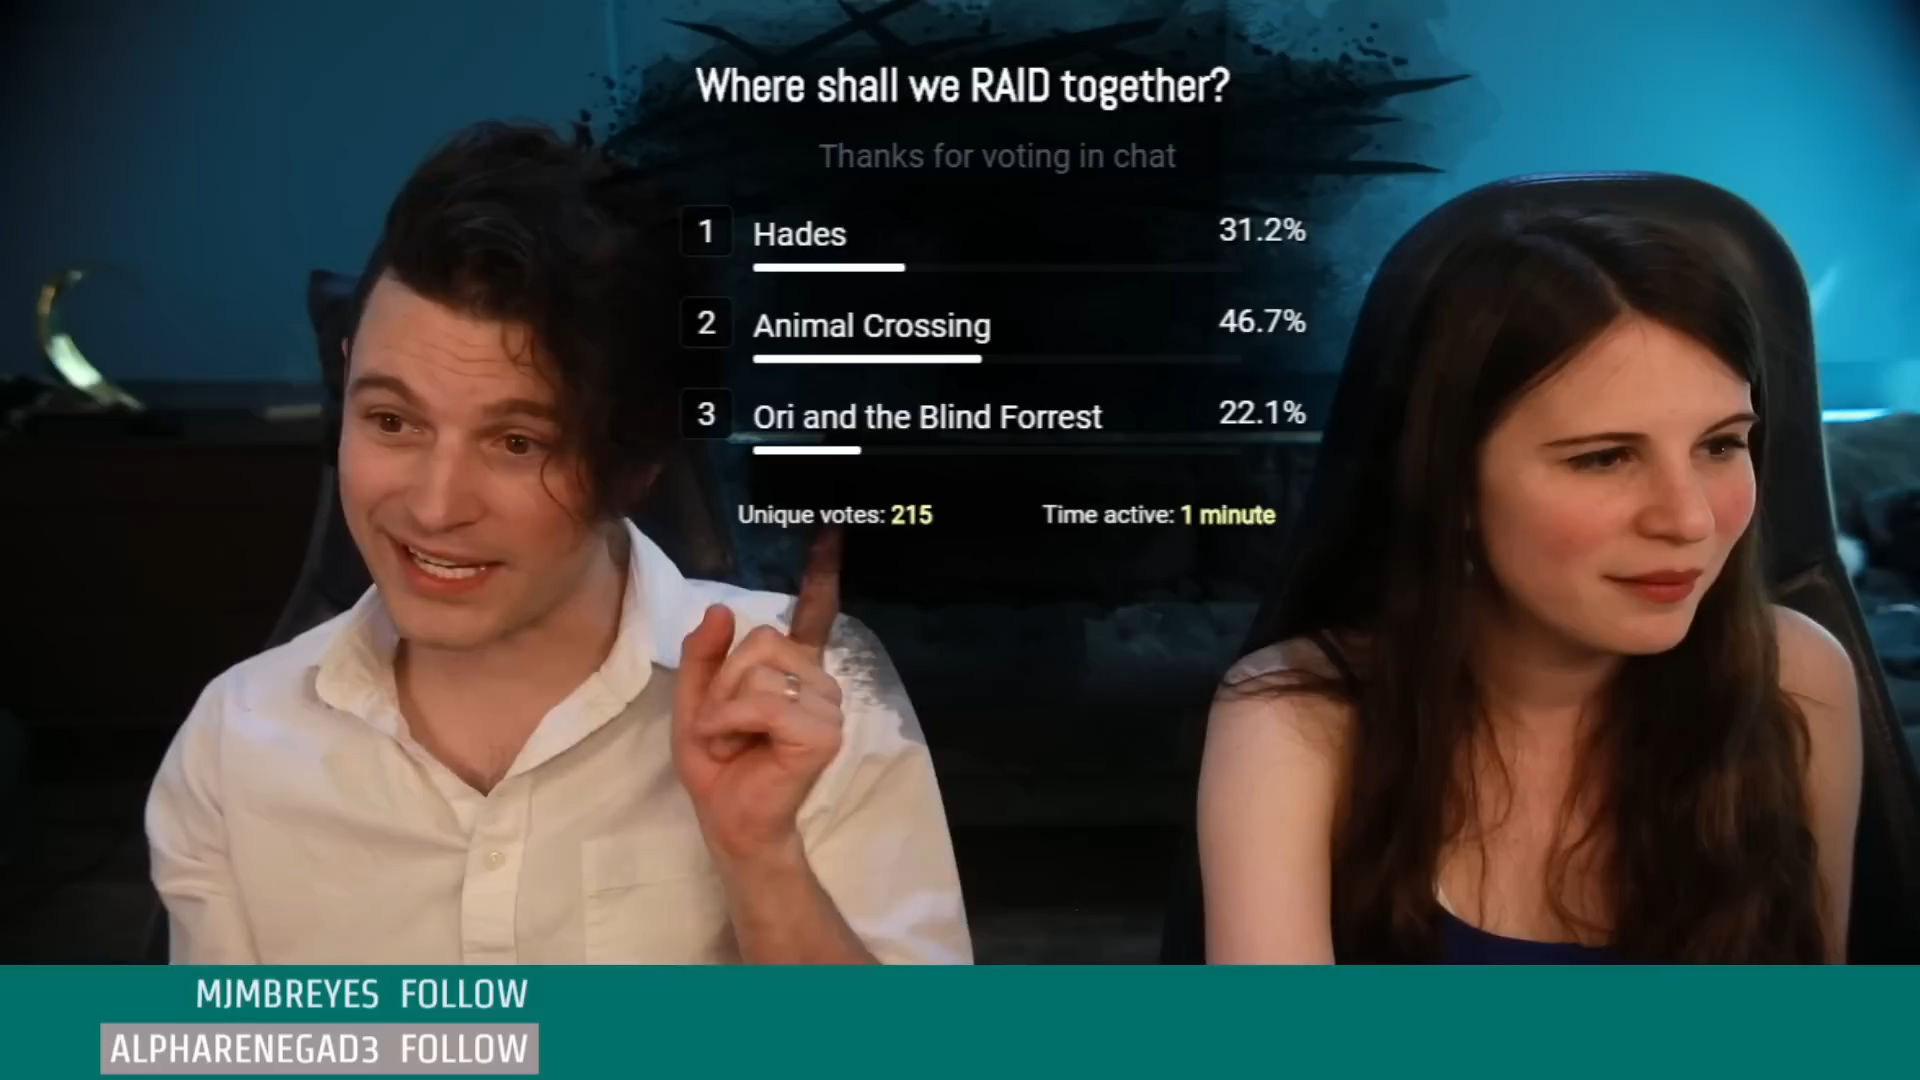 Where shall we RAID together?
Thanks for voting in chat
1 Hades 31.2%
2 Animal Crossing 46.7%
3 Ori and the Blind Forrest 22.1%
Unique votes: 215 Time active: 1 minute
MJMBREYES FOLLOW
ALPHARENEGAD3 FOLLOW